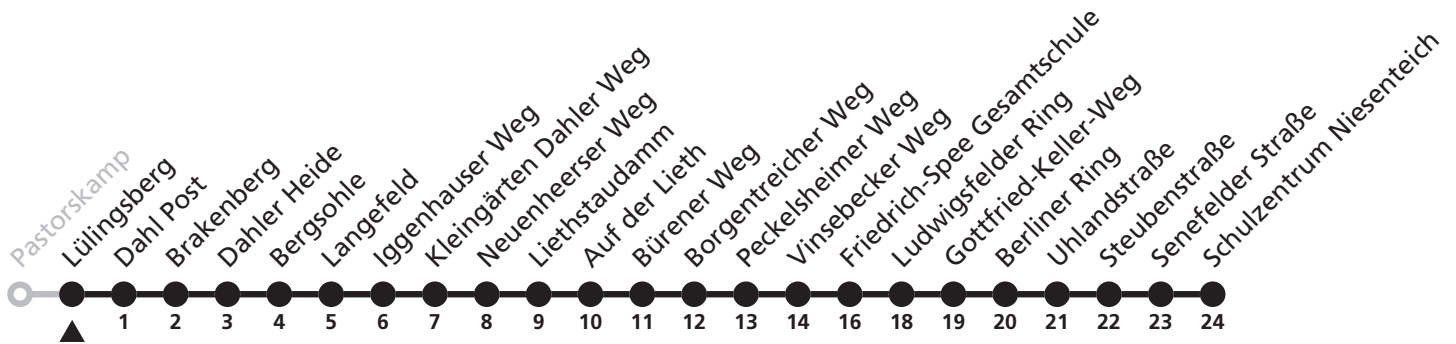 Pastorskamp
Lülingsberg
Dahl Post
Brakenberg
Dahler Heide
Bergsohle
Langefeld
Iggenhauser Weg
Kleingärten Dahler Weg
Neuenheerser Weg
Liethstaudamm
Auf der Lieth
Bürener Weg
Borgentreicher Weg
Peckelsheimer Weg
Vinsebecker Weg
Friedrich-Spee Gesamtschule
Ludwigsfelder Ring
Gottfried-Keller-Weg
Berliner Ring
Uhlandstraße
Steubenstraße
Senefelder Straße
Schulzentrum Niesenteich
1 2 3 4 5 6 7 8 9 10 11 12 13 14 16 18 19 20 21 22 23 24